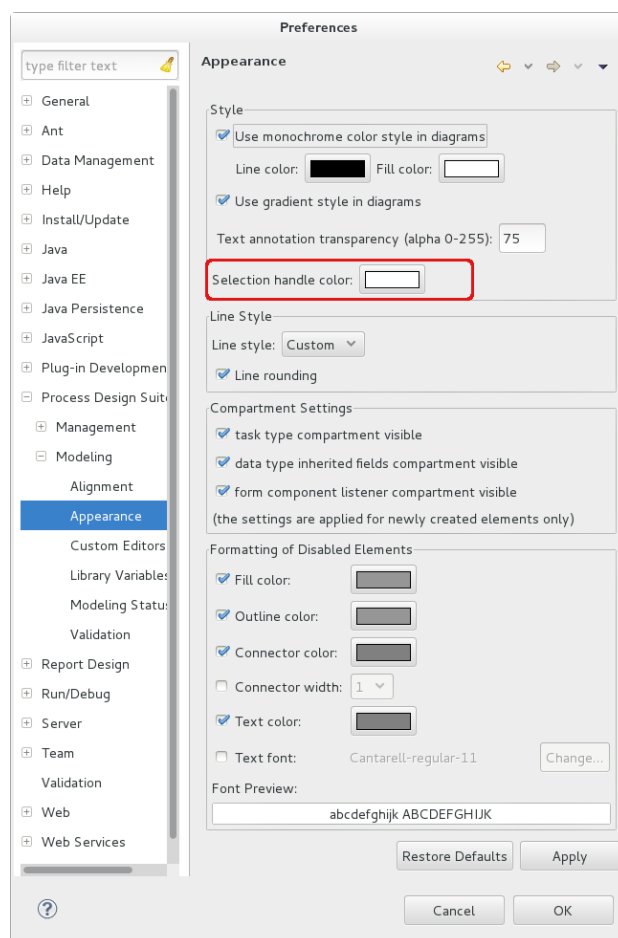 Preferences
type filter text
General
Ant
Data Management
Help
Install/Update
Java
Java EE
Java Persistence
JavaScript
Plug-in Developmen
Process Design Suit
Management
Modeling
Alignment
Appearance
Custom Editors
Library Variables
Modeling Statu
Validation
Report Design
Run/Debug
Server
Team
Validation
Web
Web Services
Appearance
Style
Use monochrome color style in diagrams
Line color: Fill color:
Use gradient style in diagrams
Text annotation transparency (alpha 0-255): 75
Selection handle color:
Line Style
Line style: Custom
Line rounding
Compartment Settings
task type compartment visible
data type inherited fields compartment visible
form component listener compartment visible
(the settings are applied for newly created elements only)
Formatting of Disabled Elements
Fill color:
Outline color:
Connector color:
Connector width: 1
Text color:
Text font: Cantarell-regular-11 Change...
Font Preview:
abcdefghijk ABCDEFGHIJK
Restore Defaults Apply
? Cancel OK